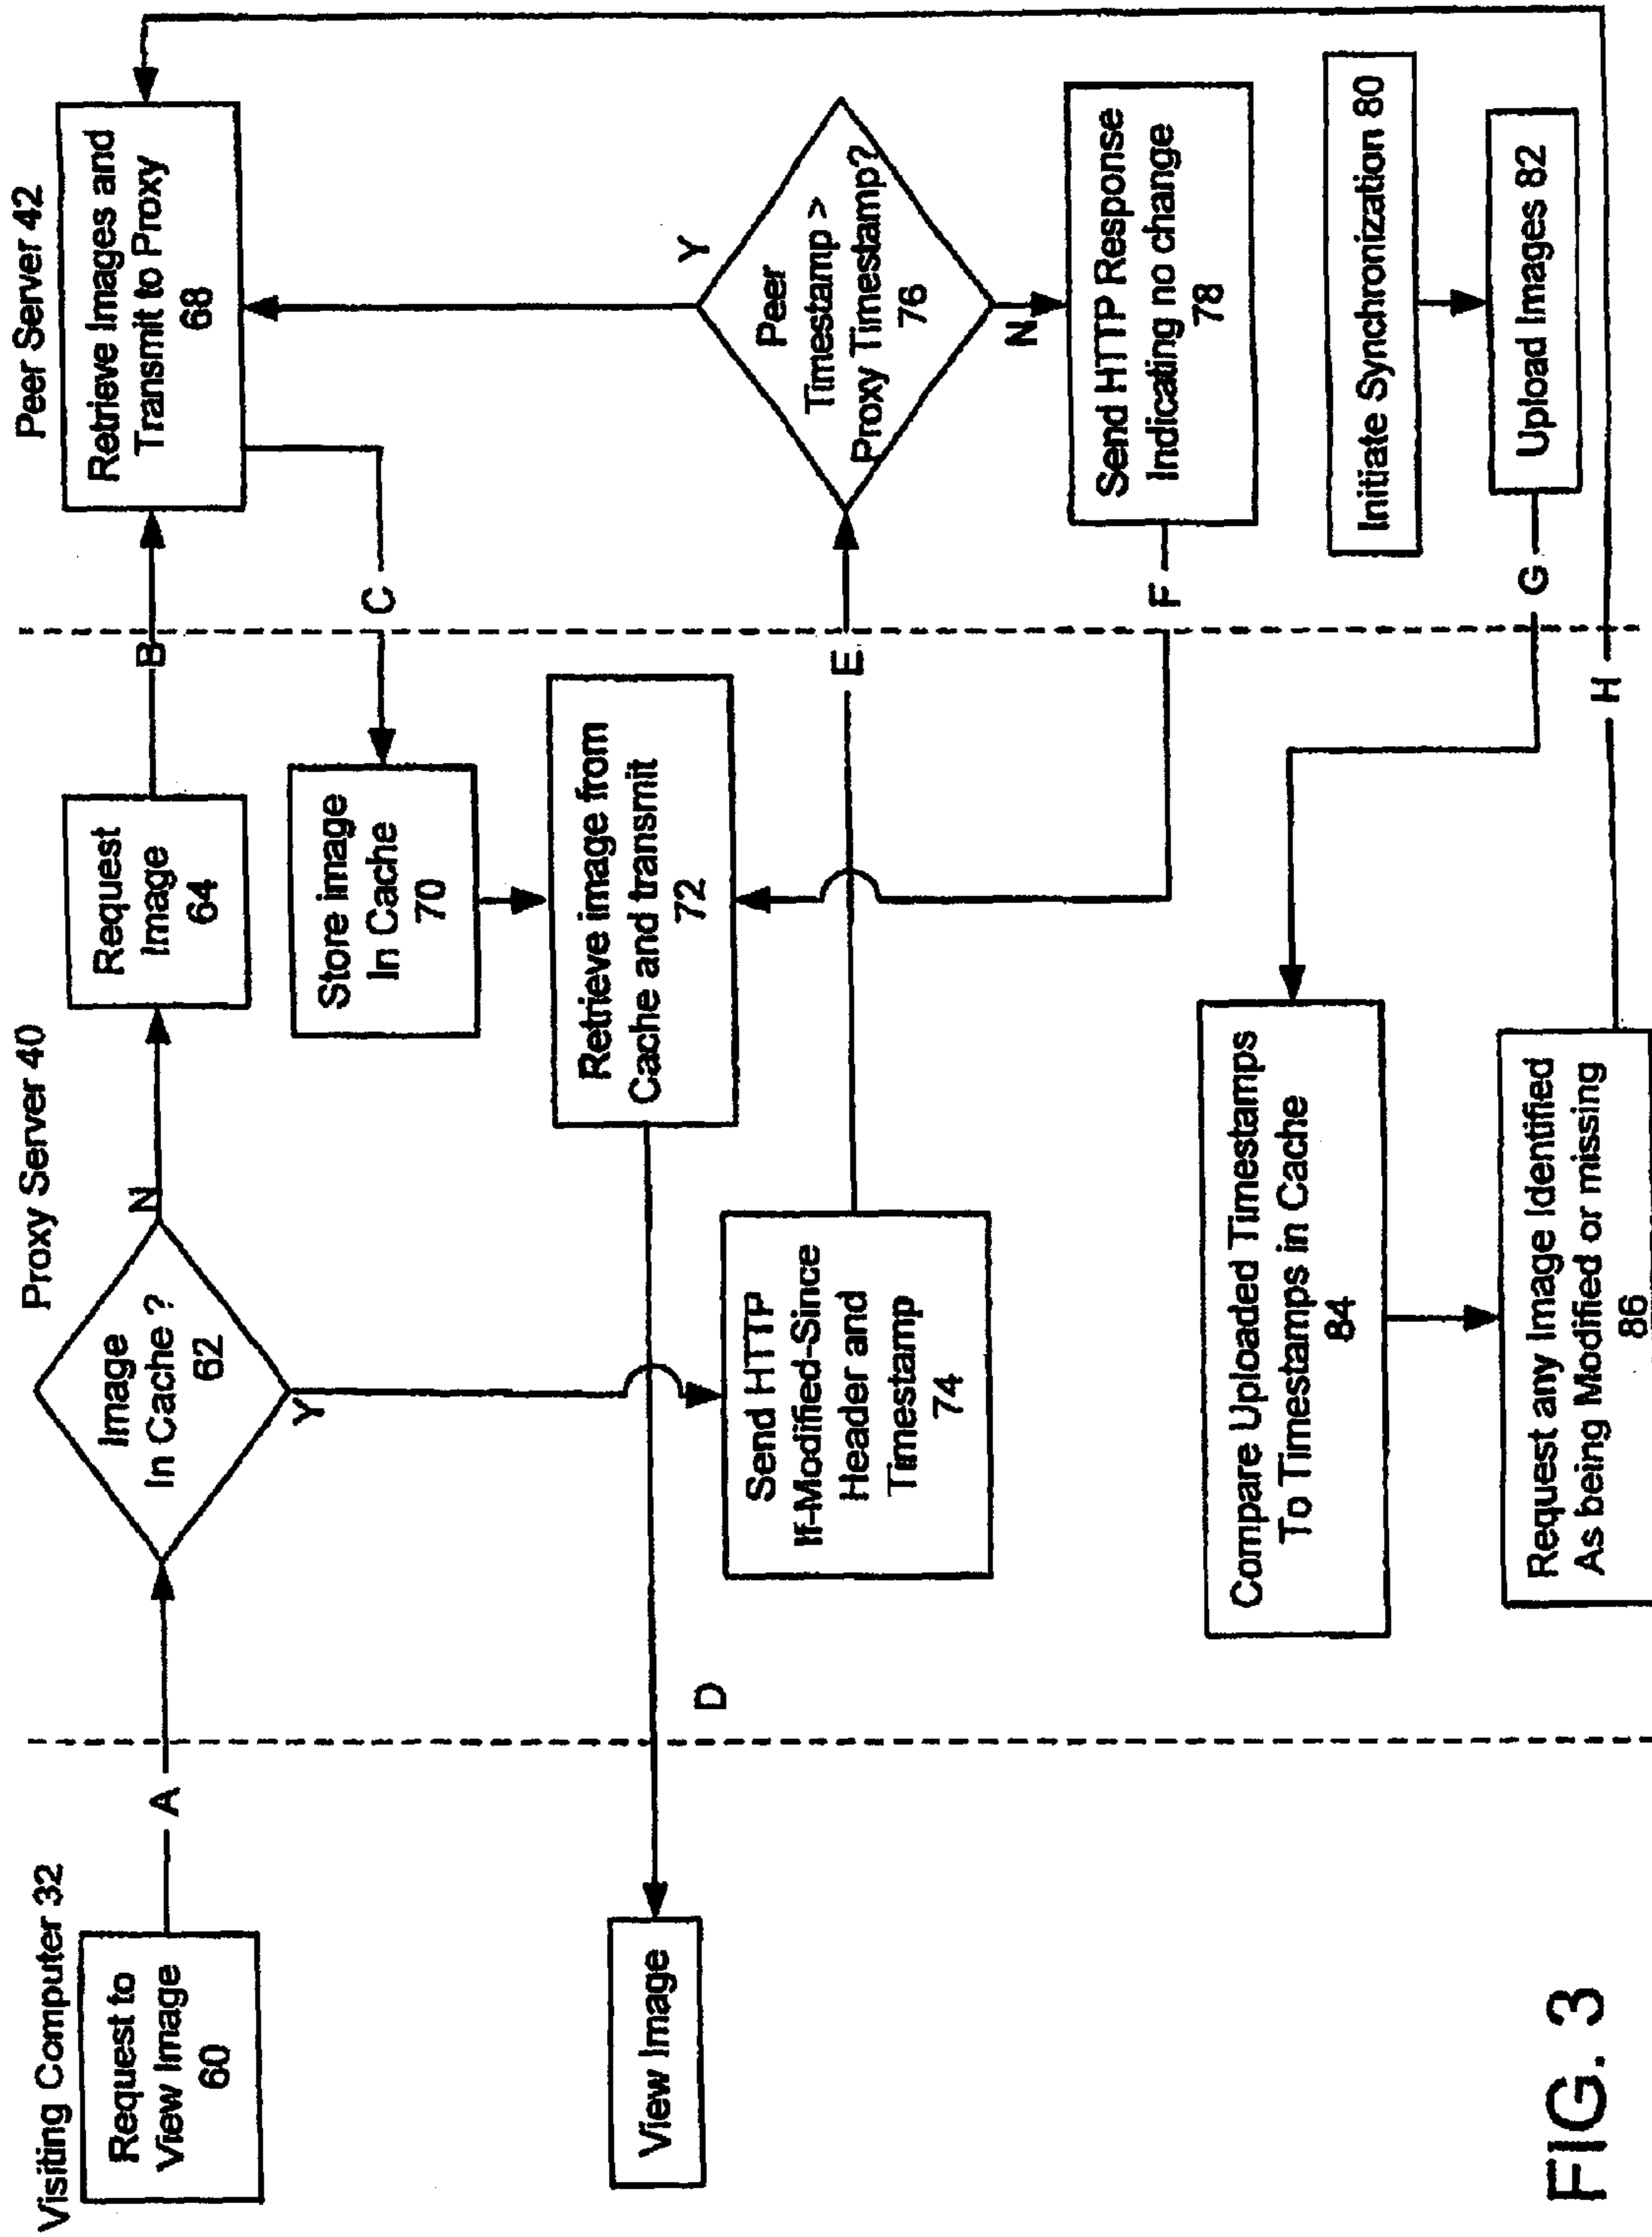 Visiting Computer 32
Request to
View Image
60
A
View Image
D
Proxy Server 40
Image
In Cache ?
62
N
Y
Request
Image
64
B
Store image
In Cache
70
C
Retrieve image from
Cache and transmit
72
Send HTTP
If-Modified-Since
Header and
Timestamp
74
E
F
Compare Uploaded Timestamps
To Timestamps in Cache
84
Request any Image Identified
As being Modified or missing
86
G
H
Peer Server 42
Retrieve Images and
Transmit to Proxy
68
Y
Peer
Timestamp >
Proxy Timestamp?
76
N
Send HTTP Response
Indicating no change
78
Initiate Synchronization 80
Upload Images 82
FIG. 3